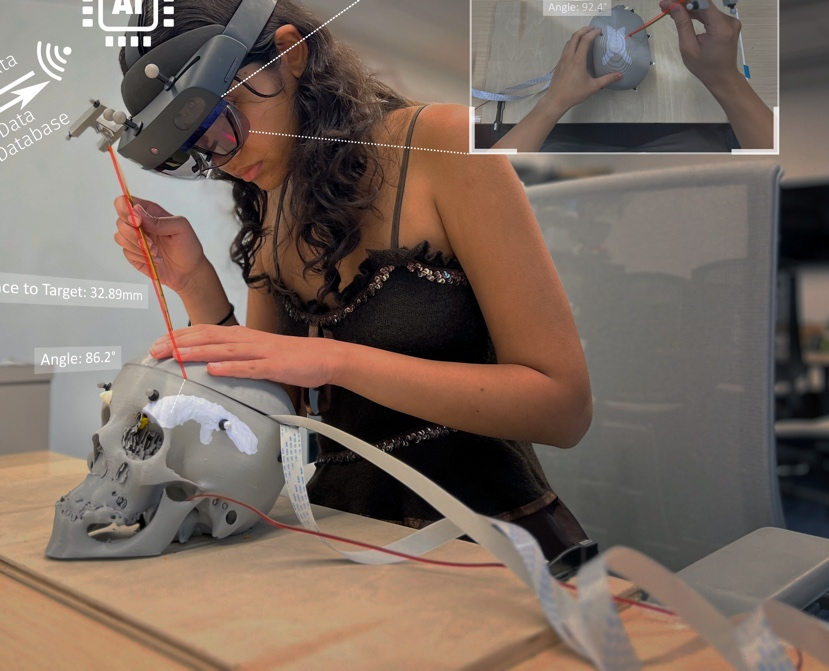 AI
Data
Database
Angle: 92.4°
ce to Target: 32.89mm
Angle: 86.2°